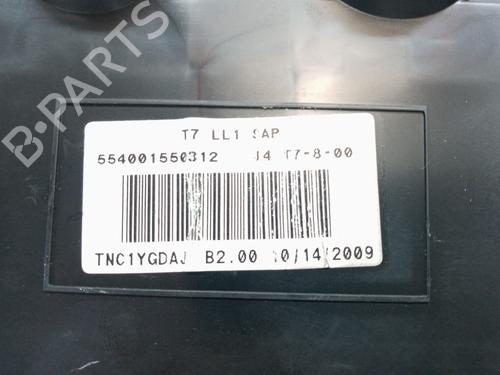 B-PARTS
T7 LL1 SAP
554001550312 J4 T7-8-00
TNC1YGDAJ B2.00 10/14/2009